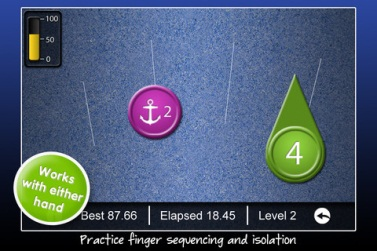 100
50
0
2
4
Works
with either
hand
Best 87.66 Elapsed 18.45 Level 2
Practice finger sequencing and isolation